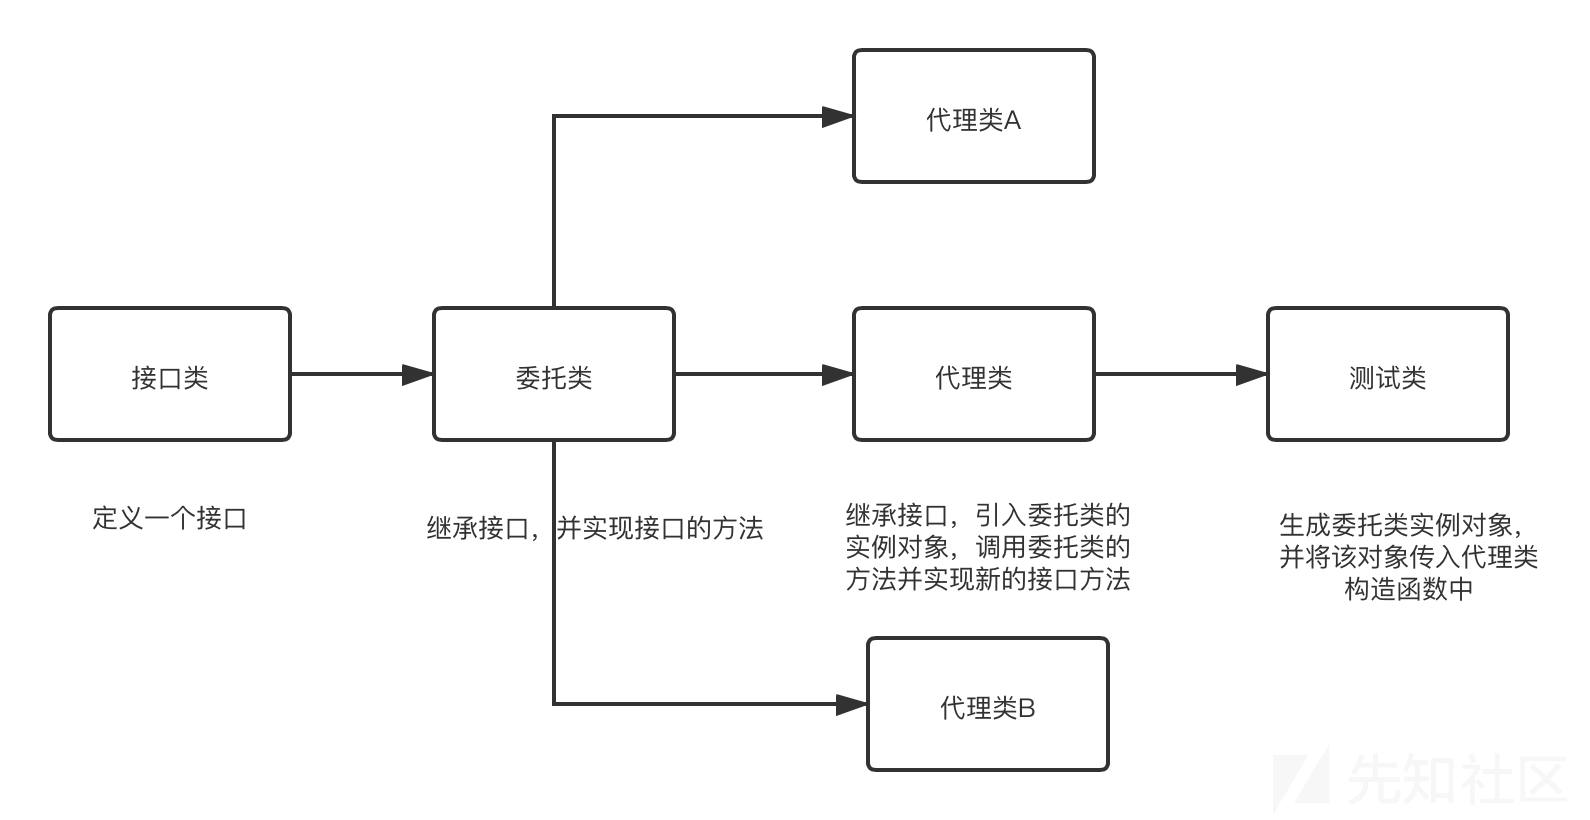 代理类A
接口类
委托类
代理类
测试类
定义一个接口
继承接口，并实现接口的方法
继承接口，引入委托类的
实例对象，调用委托类的
方法并实现新的接口方法
生成委托类实例对象，
并将该对象传入代理类
构造函数中
代理类B
先知社区